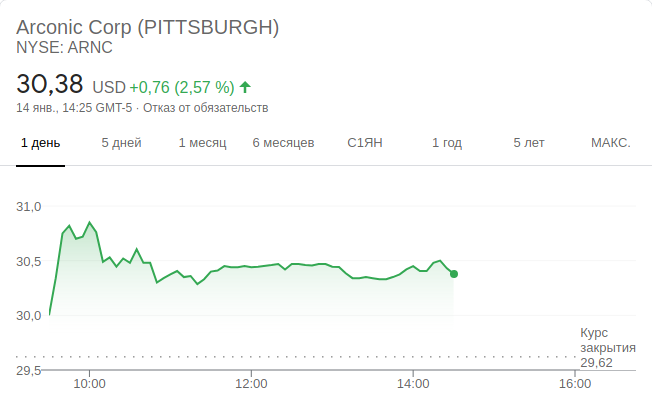 Arconic Corp (PITTSBURGH)
NYSE: ARNC
30,38 USD +0,76 (2,57 %)
14 янв., 14:25 GMT-5 · Отказ от обязательств
1 день 5 дней 1 месяц 6 месяцев С1ЯН 1 год 5 лет МАКС.
31,0
30,5
30,0
Курс
закрытия
29,62
29,5
10:00 12:00 14:00 16:00